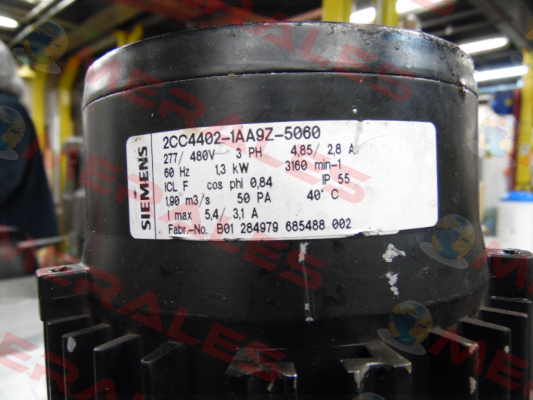 SIEMENS
2CC4402-1AA9Z-5060
277/ 480V 3 PH 4,85/ 2,8 A
60 Hz 1,3 kW 3160 min-1
ICL F cos phi 0,84 IP 55
1,90 m3/s 50 PA 40° C
I max 5,4/ 3,1 A
Fabr.-No. B01 284979 685488 002
MERALES
MERALES